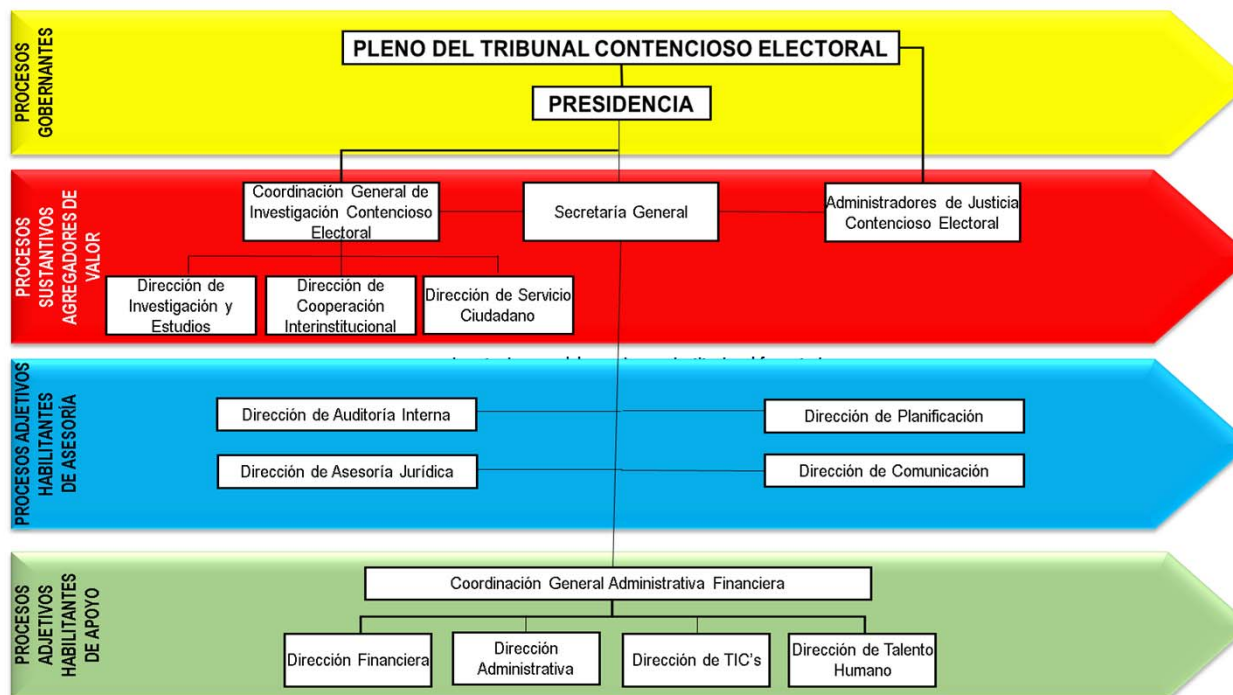 PROCESOS
GOBERNANTES
PLENO DEL TRIBUNAL CONTENCIOSO ELECTORAL
PRESIDENCIA
PROCESOS
SUSTANTIVOS
AGREGADORES DE
VALOR
Coordinación General de
Investigación Contencioso
Electoral
Secretaría General
Administradores de Justicia
Contencioso Electoral
Dirección de
Investigación y
Estudios
Dirección de
Cooperación
Interinstitucional
Dirección de Servicio
Ciudadano
PROCESOS ADJETIVOS
HABILITANTES
DE ASESORÍA
Dirección de Auditoría Interna
Dirección de Planificación
Dirección de Asesoría Jurídica
Dirección de Comunicación
PROCESOS
ADJETIVOS
HABILITANTES
DE APOYO
Coordinación General Administrativa Financiera
Dirección Financiera
Dirección
Administrativa
Dirección de TIC's
Dirección de Talento
Humano